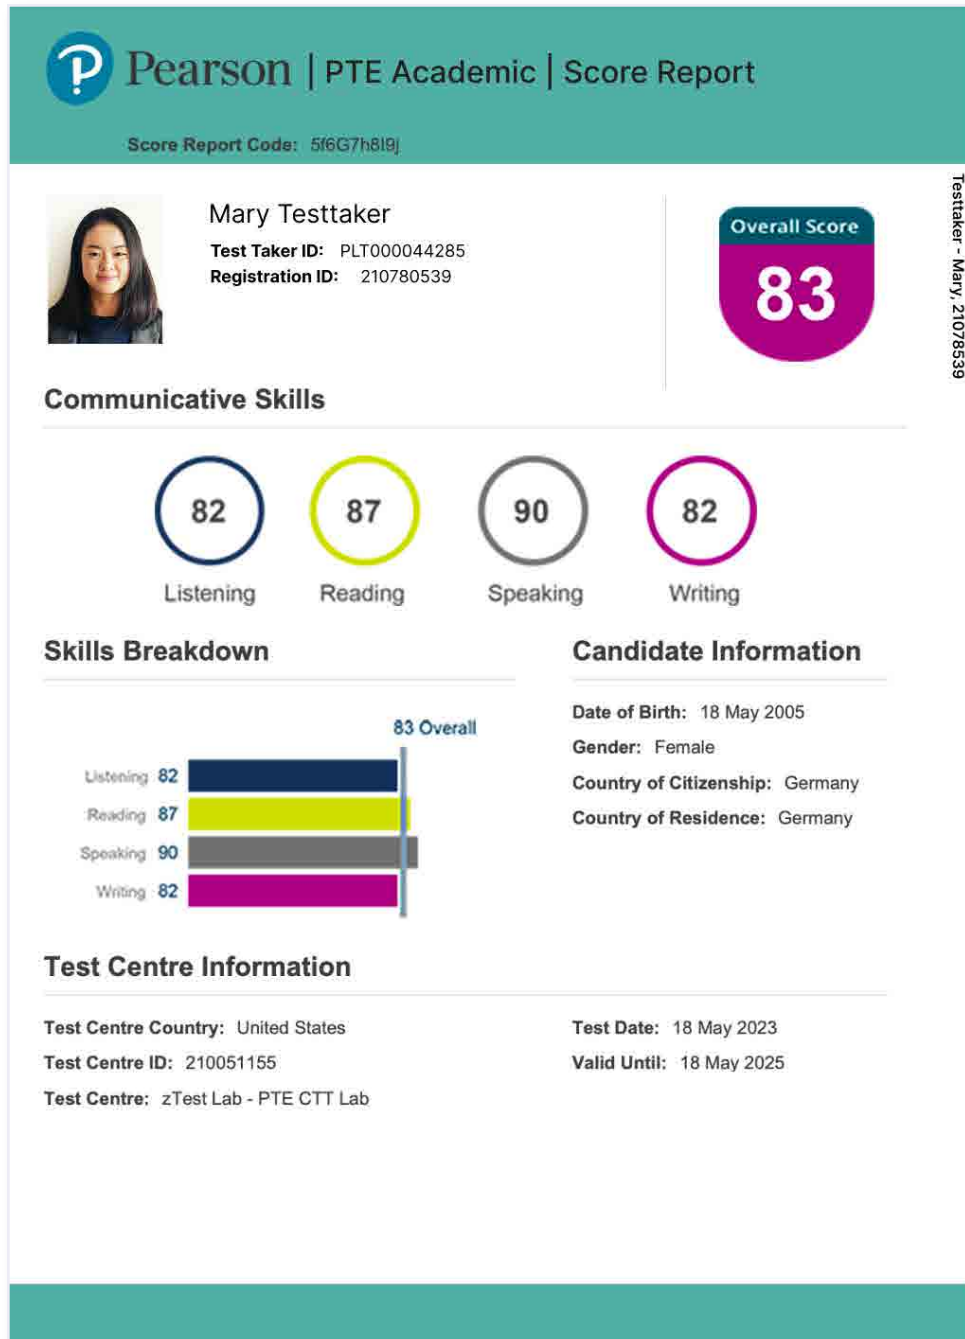 Pearson | PTE Academic | Score Report
Score Report Code: 5f6G7h8I9j
Mary Testtaker
Test Taker ID: PLT000044285
Registration ID: 210780539
Overall Score
83
Testtaker - Mary, 21078539
Communicative Skills
82 87 90 82
Listening Reading Speaking Writing
Skills Breakdown
83 Overall
Listening 82
Reading 87
Speaking 90
Writing 82
Candidate Information
Date of Birth: 18 May 2005
Gender: Female
Country of Citizenship: Germany
Country of Residence: Germany
Test Centre Information
Test Centre Country: United States
Test Centre ID: 210051155
Test Centre: zTest Lab - PTE CTT Lab
Test Date: 18 May 2023
Valid Until: 18 May 2025